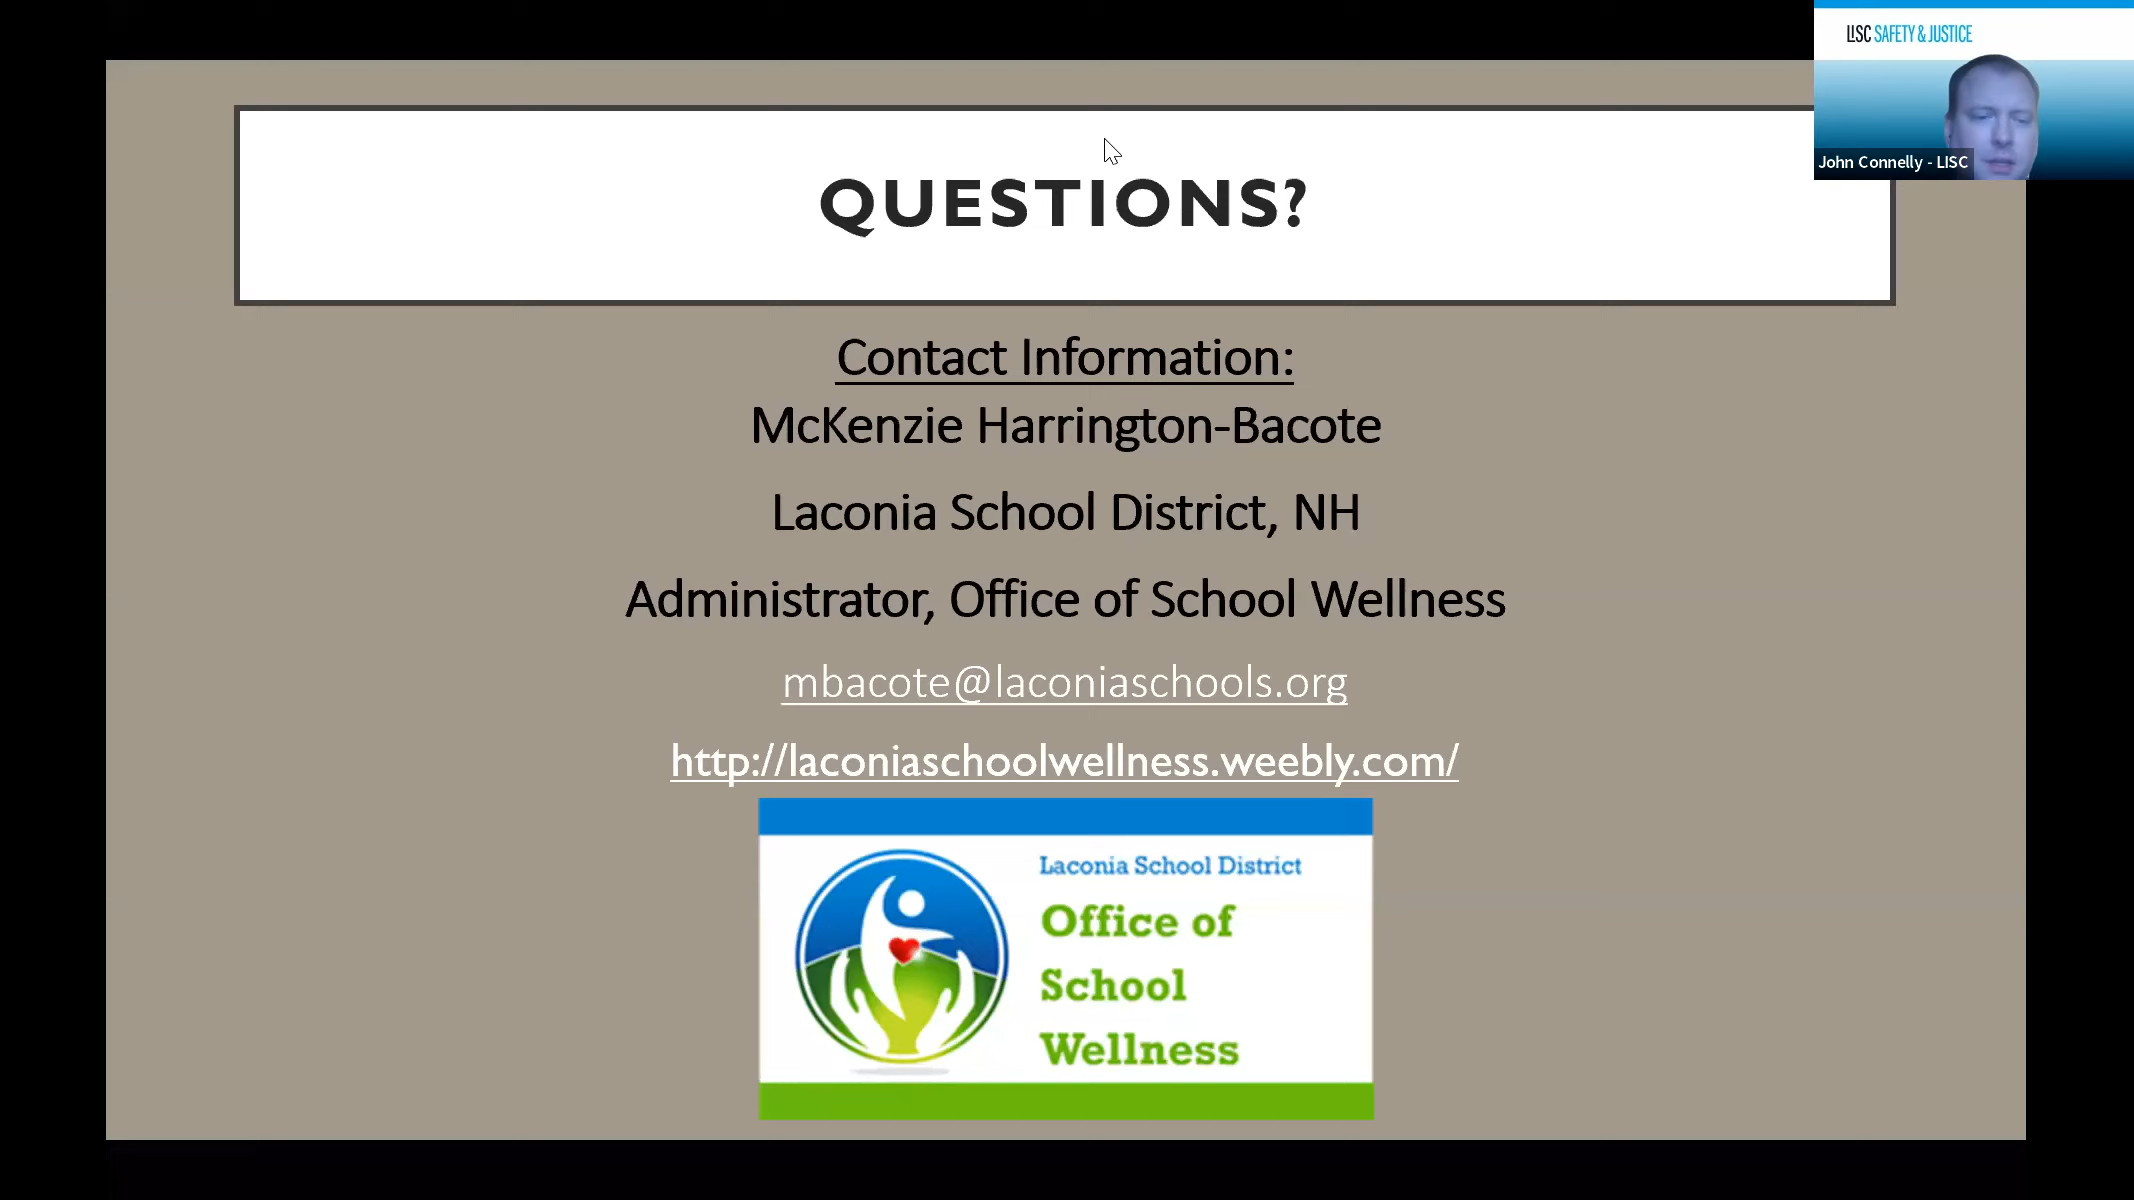 LISC SAFETY & JUSTICE
John Connelly - LISC
QUESTIONS?
Contact Information:
McKenzie Harrington-Bacote
Laconia School District, NH
Administrator, Office of School Wellness
mbacote@laconiaschools.org
http://laconiaschoolwellness.weebly.com/
Laconia School District
Office of
School
Wellness